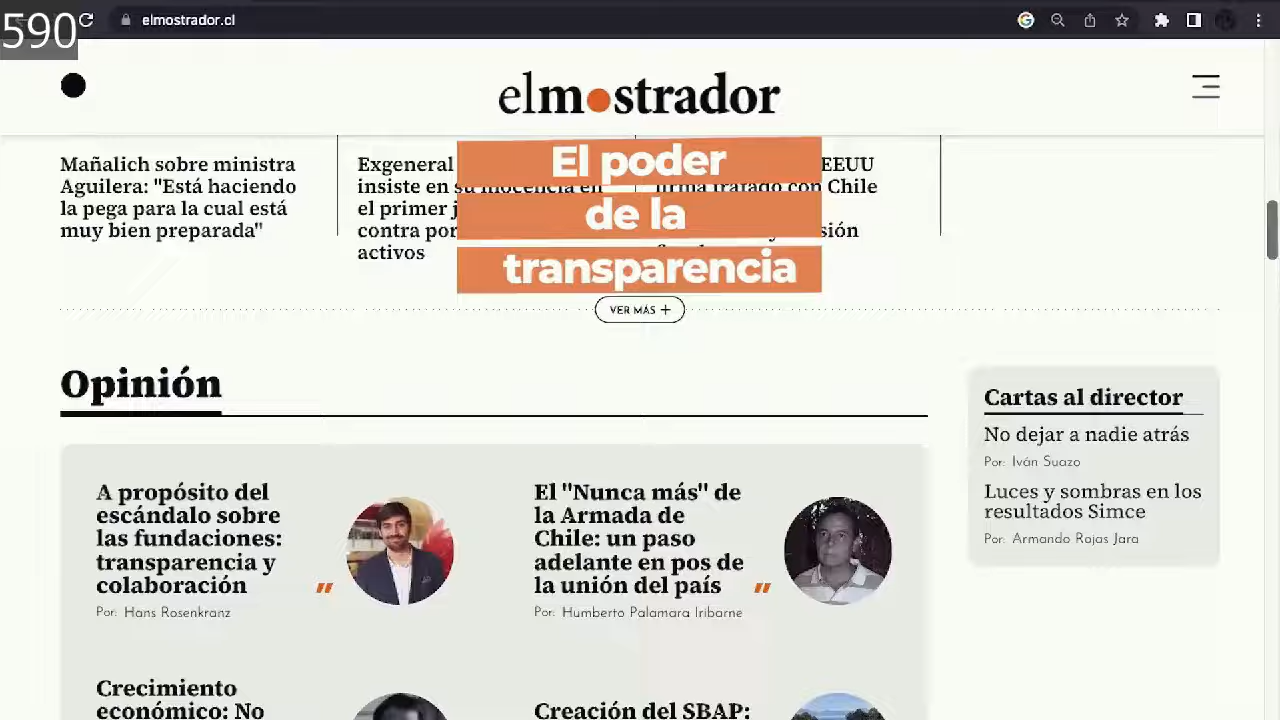 590
elmostrador.cl
elmostrador
Mañalich sobre ministra
Aguilera: "Está haciendo
la pega para la cual está
muy bien preparada"
Exgeneral
insiste en su inocencia en
el primer
contra por
activos
EEUU
firma tratado con Chile
El poder
de la
transparencia
VER MÁS +
Opinión
A propósito del
escándalo sobre
las fundaciones:
transparencia y
colaboración
Por: Hans Rosenkranz
El "Nunca más" de
la Armada de
Chile: un paso
adelante en pos de
la unión del país
Por: Humberto Palamara Iribarne
Crecimiento
económico: No
Creación del SBAP:
Cartas al director
No dejar a nadie atrás
Por: Iván Suazo
Luces y sombras en los
resultados Simce
Por: Armando Rojas Jara